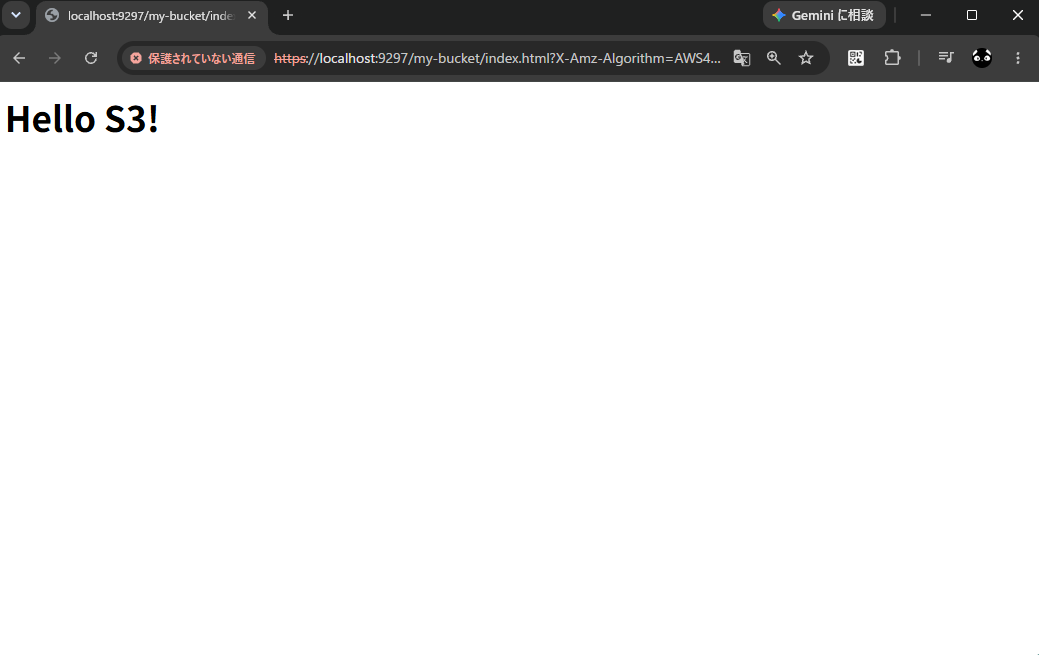 localhost:9297/my-bucket/inde
Gemini に相談
保護されていない通信
https://localhost:9297/my-bucket/index.html?X-Amz-Algorithm=AWS4...
Hello S3!